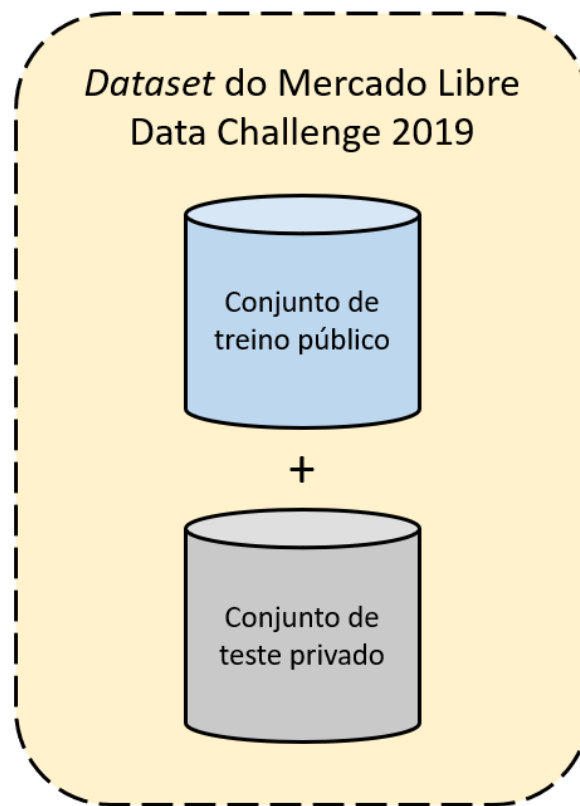 Dataset do Mercado Libre
Data Challenge 2019
Conjunto de
treino público
+
Conjunto de
teste privado